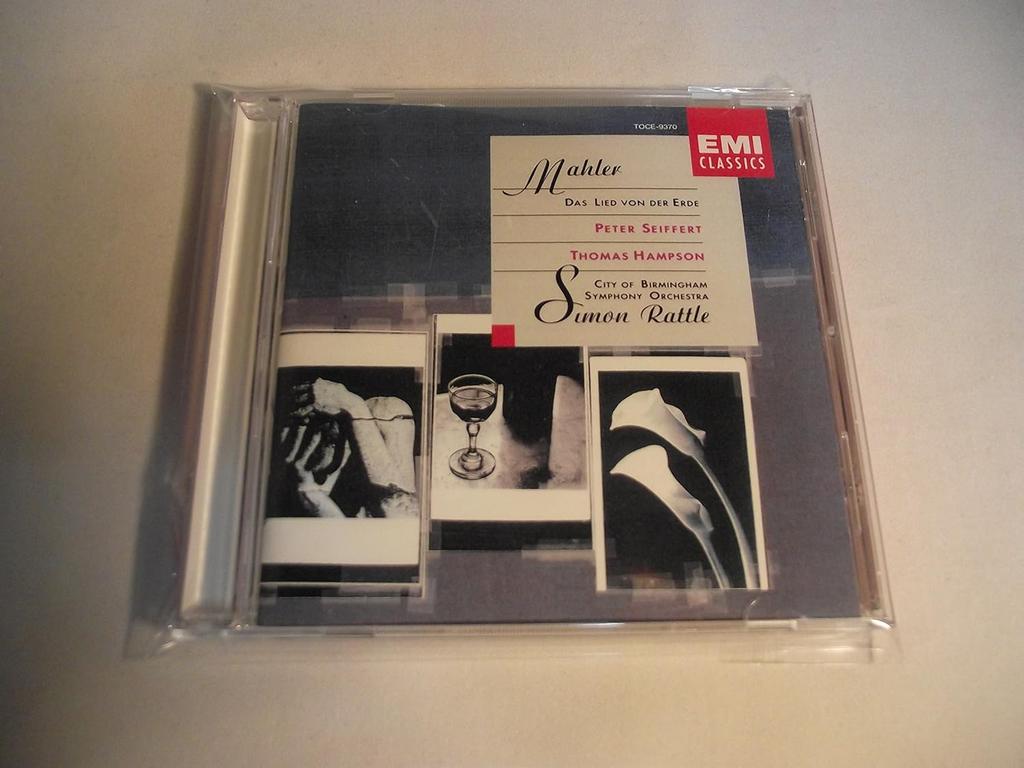 TOCE-9370
EMI
CLASSICS
Mahler
DAS LIED VON DER ERDE
PETER SEIFFERT
THOMAS HAMPSON
CITY OF BIRMINGHAM
SYMPHONY ORCHESTRA
Simon Rattle